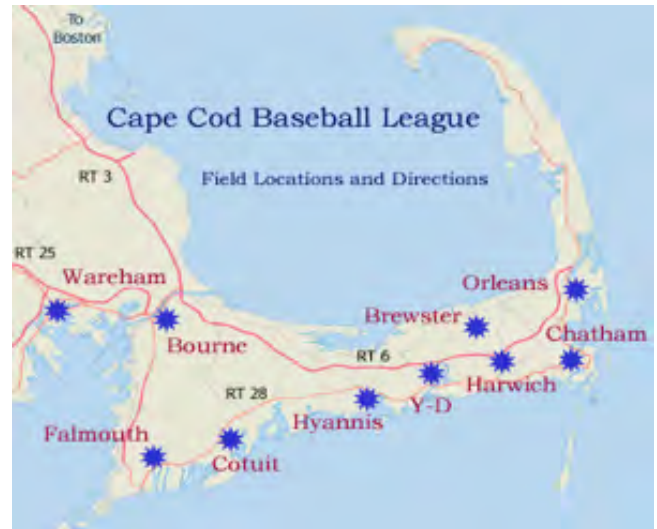 To
Boston
Cape Cod Baseball League
RT 3
Field Locations and Directions
RT 25
Wareham
Orleans
Brewster
Chatham
Bourne
RT 6
Harwich
RT 28
Y-D
Hyannis
Falmouth
Cotuit